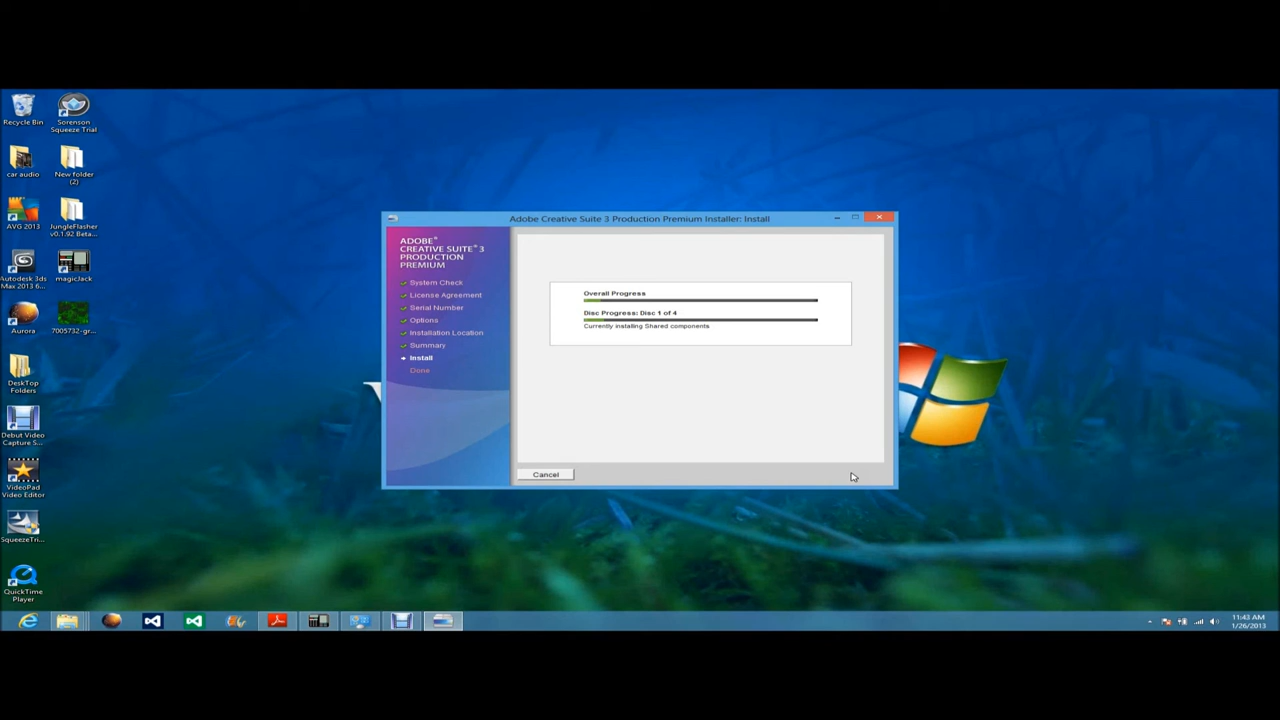 Recycle Bin
Sorenson
Squeeze Trial
car audio
New folder
(2)
AVG 2013
JungleFlasher
v0.1.92 Beta...
Autodesk 3ds
Max 2013 6...
magicJack
Aurora
7005732-gr...
DeskTop
Folders
Debut Video
Capture S...
VideoPad
Video Editor
SqueezeTri...
QuickTime
Player
Adobe Creative Suite 3 Production Premium Installer: Install
ADOBE®
CREATIVE SUITE® 3
PRODUCTION
PREMIUM
System Check
License Agreement
Serial Number
Options
Installation Location
Summary
Install
Done
Overall Progress
Disc Progress: Disc 1 of 4
Currently installing Shared components
Cancel
11:43 AM
1/26/2013